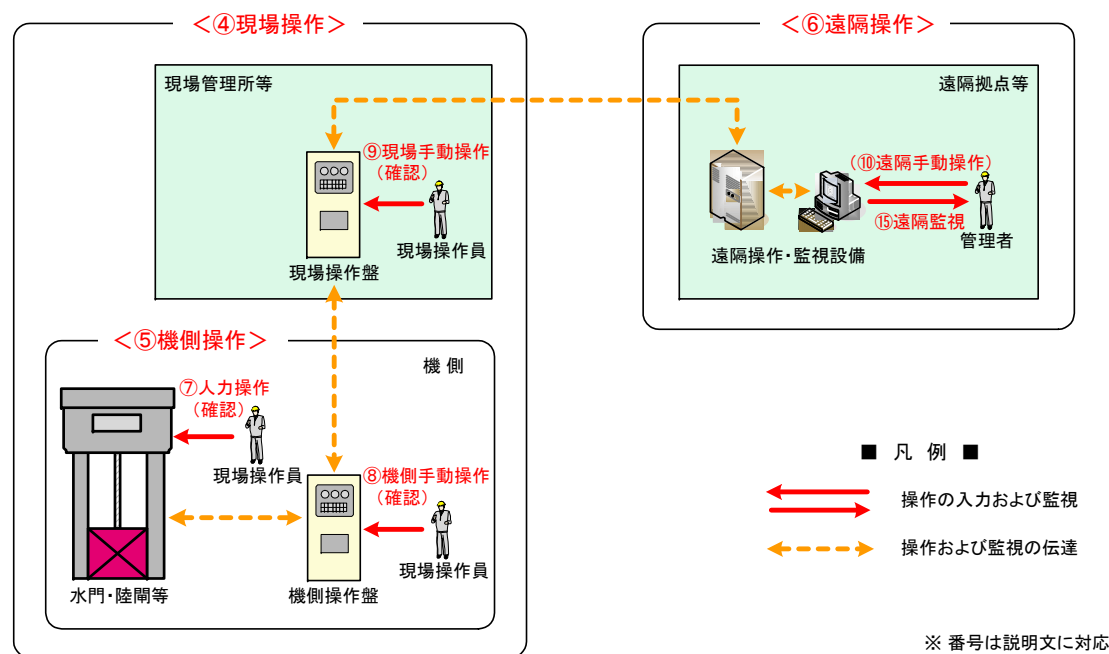 ＜④現場操作＞
現場管理所等
⑨現場手動操作
（確認）
現場操作員
現場操作盤
＜⑤機側操作＞
機 側
⑦人力操作
（確認）
現場操作員
⑧機側手動操作
（確認）
現場操作員
水門・陸閘等
機側操作盤
＜⑥遠隔操作＞
遠隔拠点等
（⑩遠隔手動操作）
⑮遠隔監視
管理者
遠隔操作・監視設備
■ 凡 例 ■
操作の入力および監視
操作および監視の伝達
※ 番号は説明文に対応